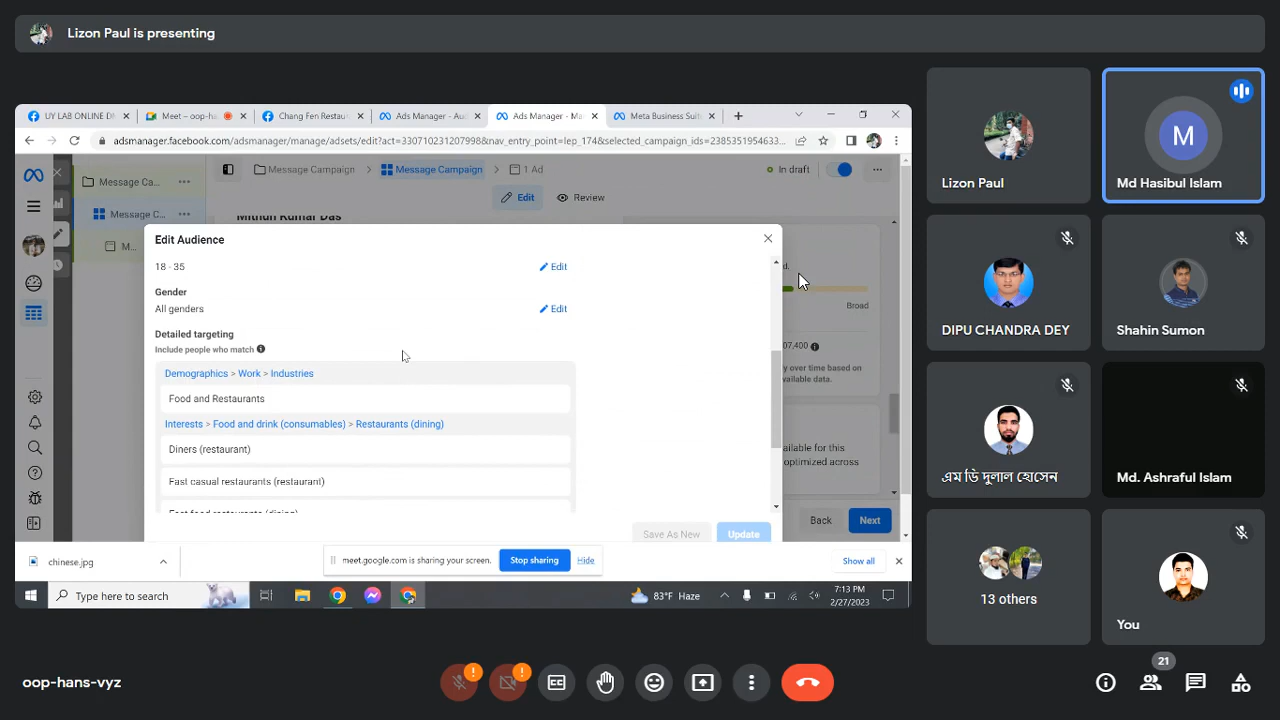 Lizon Paul is presenting
UY LAB ONLINE DM
Meet – oop-ha
Chang Fen Restau
Ads Manager - Au
Ads Manager - Ma
Meta Business Suit
adsmanager.facebook.com/adsmanager/manage/adsets/edit?act=330710231207998&nav_entry_point=lep_174&selected_campaign_ids=2385351954633...
Message Ca...
Message C...
M...
Message Campaign
Message Campaign
1 Ad
In draft
Edit
Review
Mithun Kumar Das
Edit Audience
18 - 35
Edit
Gender
All genders
Edit
Detailed targeting
Include people who match
Demographics > Work > Industries
Food and Restaurants
Interests > Food and drink (consumables) > Restaurants (dining)
Diners (restaurant)
Fast casual restaurants (restaurant)
Fast food restaurants (dining)
Save As New
Update
d.
Broad
07,400
y over time based on
vailable data.
ailable for this
optimized across
Back
Next
chinese.jpg
meet.google.com is sharing your screen.
Stop sharing
Hide
Show all
Type here to search
83°F Haze
7:13 PM
2/27/2023
Lizon Paul
M
Md Hasibul Islam
DIPU CHANDRA DEY
Shahin Sumon
এম ডি দুলাল হোসেন
Md. Ashraful Islam
13 others
You
oop-hans-vyz
21